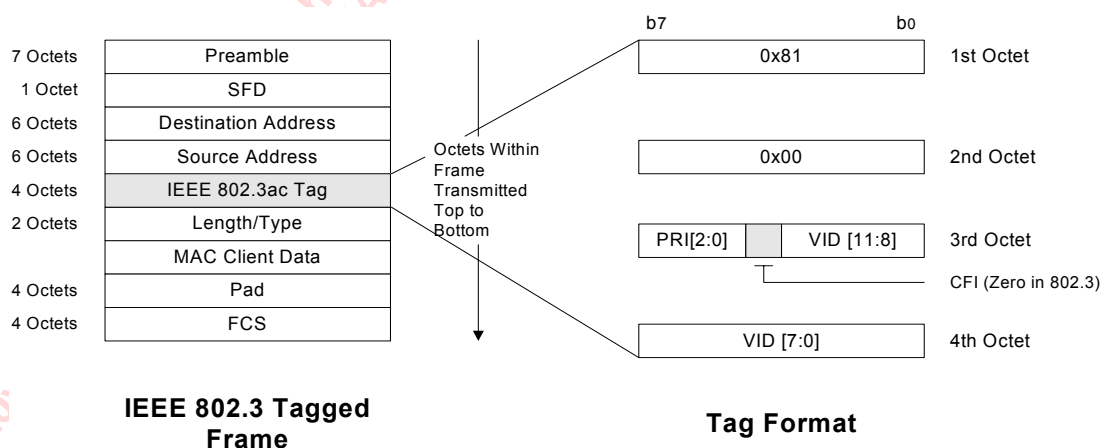 7 Octets Preamble
1 Octet SFD
6 Octets Destination Address
6 Octets Source Address
4 Octets IEEE 802.3ac Tag
2 Octets Length/Type
MAC Client Data
4 Octets Pad
4 Octets FCS
Octets Within
Frame
Transmitted
Top to
Bottom
IEEE 802.3 Tagged
Frame
b7 b0
0x81 1st Octet
0x00 2nd Octet
PRI[2:0] VID [11:8] 3rd Octet
CFI (Zero in 802.3)
VID [7:0] 4th Octet
Tag Format